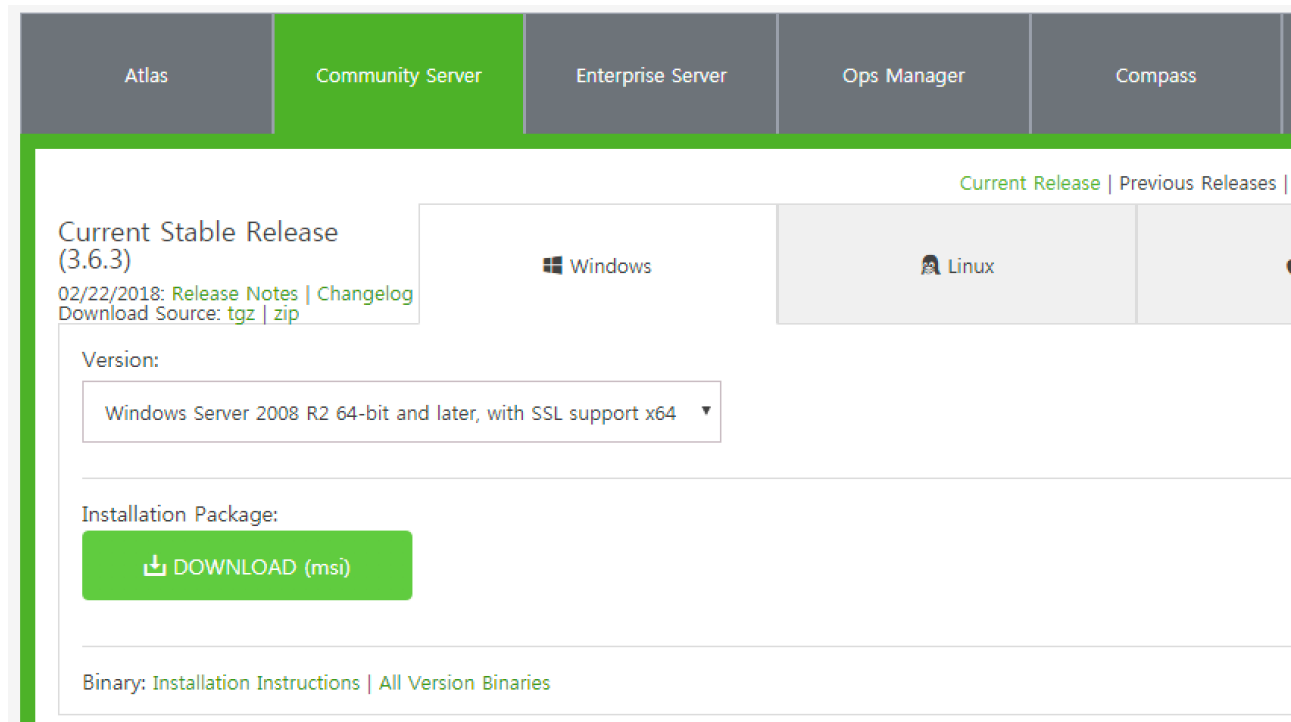 Atlas
Community Server
Enterprise Server
Ops Manager
Compass
Current Release | Previous Releases |
Current Stable Release
(3.6.3)
02/22/2018: Release Notes | Changelog
Download Source: tgz | zip
Windows
Linux
Version:
Windows Server 2008 R2 64-bit and later, with SSL support x64
Installation Package:
DOWNLOAD (msi)
Binary: Installation Instructions | All Version Binaries